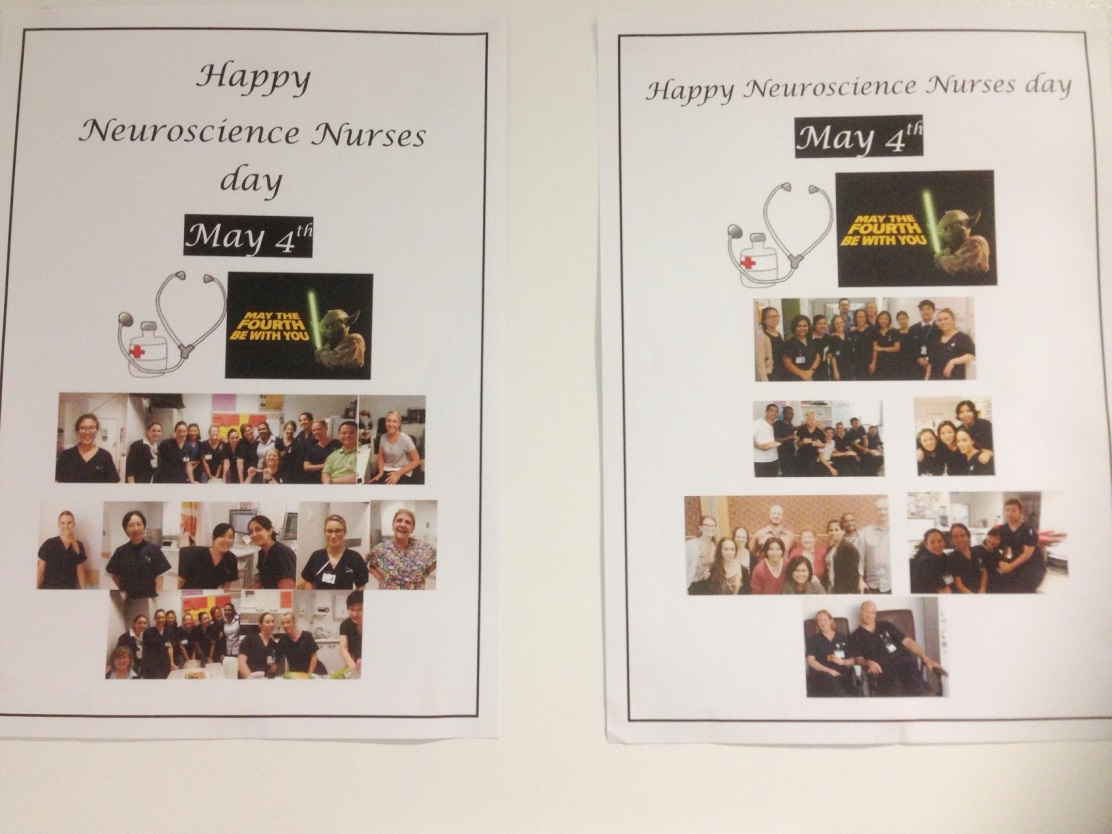 Happy
Neuroscience Nurses
day
May 4th
MAY THE
FOURTH
BE WITH YOU
Happy Neuroscience Nurses day
May 4th
MAY THE
FOURTH
BE WITH YOU